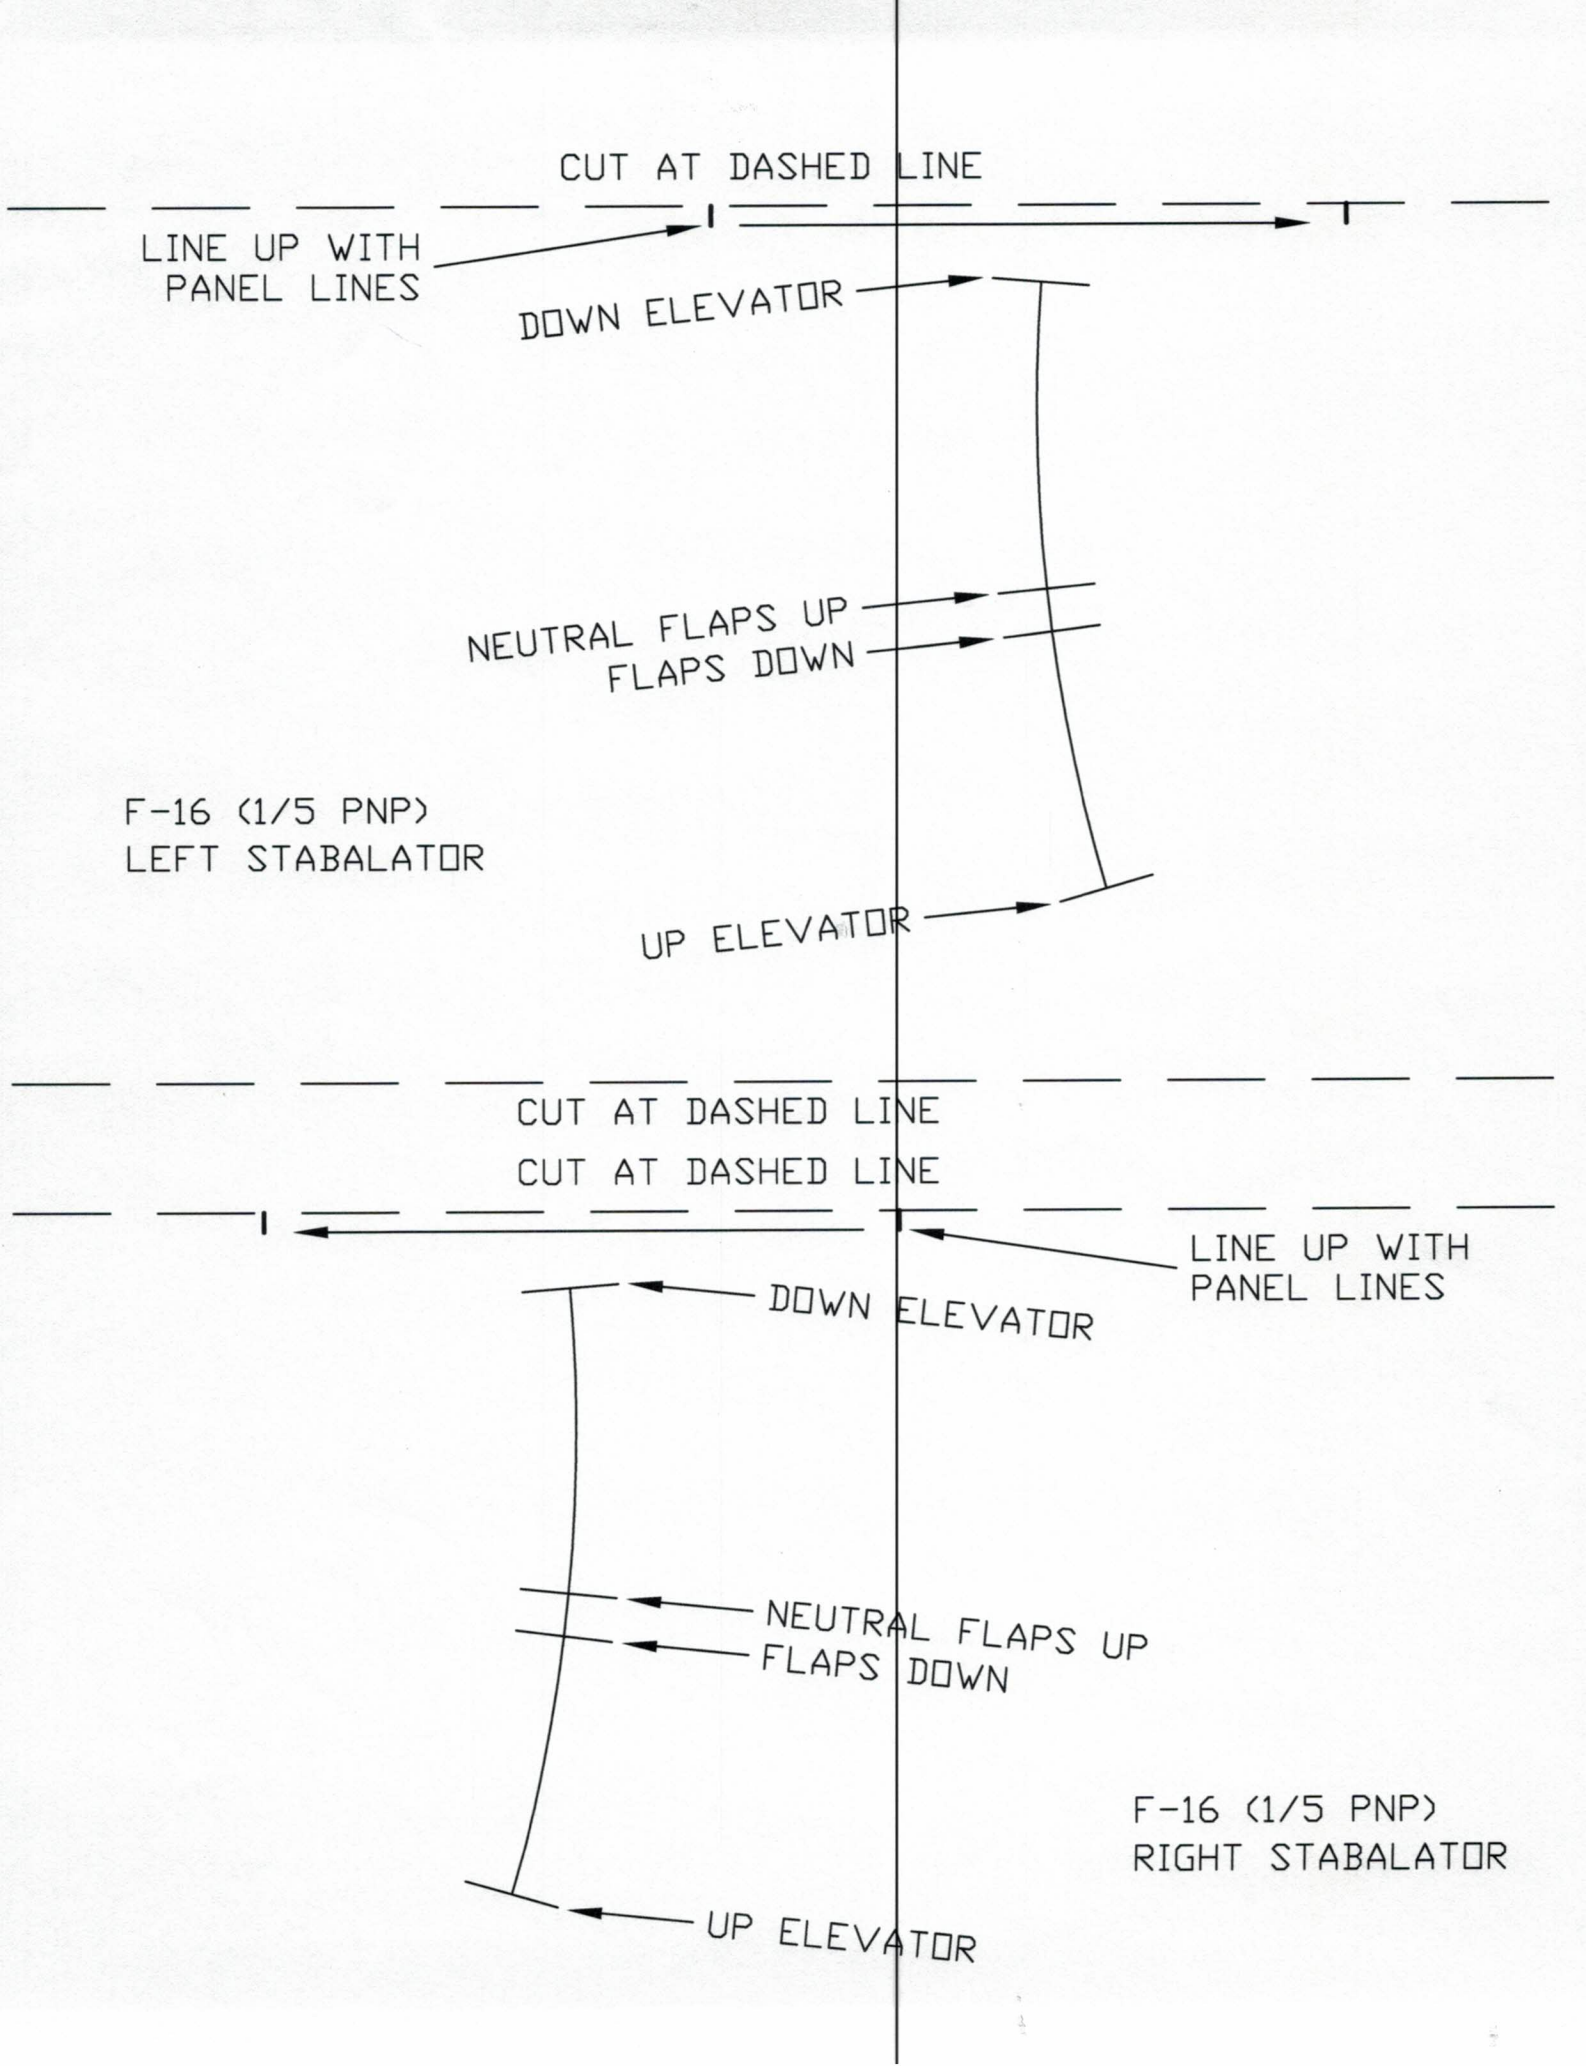 CUT AT DASHED LINE
LINE UP WITH
PANEL LINES
DOWN ELEVATOR
NEUTRAL FLAPS UP
FLAPS DOWN
F-16 (1/5 PNP)
LEFT STABALATOR
UP ELEVATOR
CUT AT DASHED LINE
CUT AT DASHED LINE
LINE UP WITH
PANEL LINES
DOWN ELEVATOR
NEUTRAL FLAPS UP
FLAPS DOWN
F-16 (1/5 PNP)
RIGHT STABALATOR
UP ELEVATOR